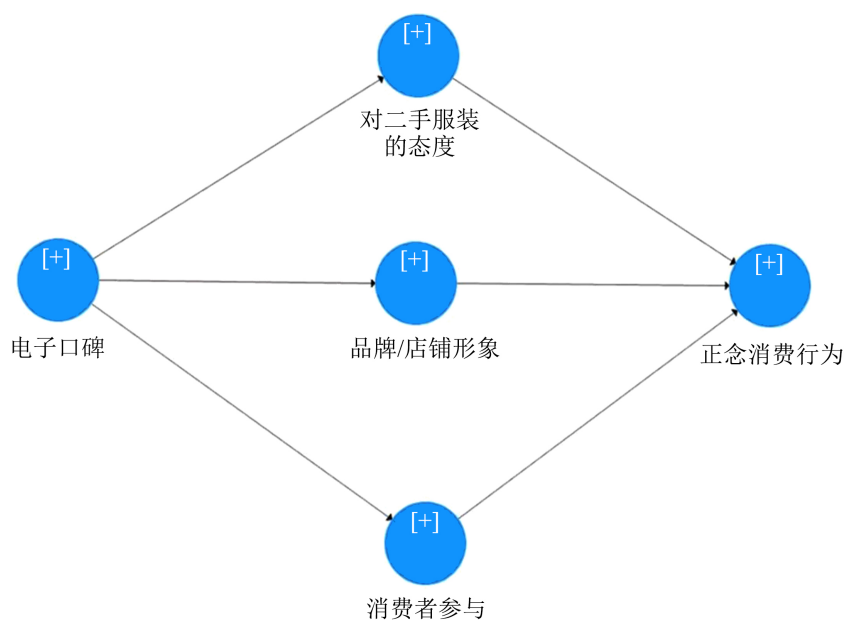 [+]
对二手服装
的态度
[+]
电子口碑
[+]
品牌/店铺形象
[+]
正念消费行为
[+]
消费者参与